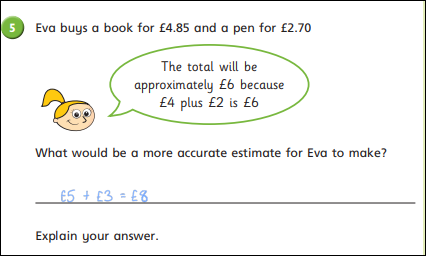 5 Eva buys a book for £4.85 and a pen for £2.70
The total will be
approximately £6 because
£4 plus £2 is £6
What would be a more accurate estimate for Eva to make?
£5 + £3 = £8
Explain your answer.